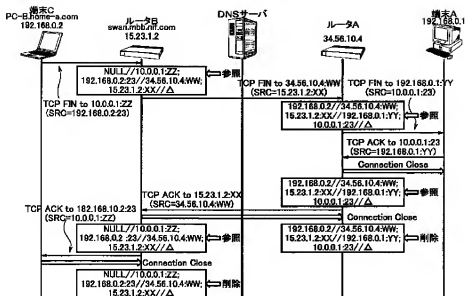 端末C
PC-B.home-a.com
192.168.0.2
ルータB
swan.mbb.nif.com
15.23.1.2
DNSサーバ
ルータA
34.56.10.4
端末A
192.168.0.1
NULL//10.0.0.1:ZZ;
192.168.0.2:23//34.56.10.4:WW;
15.23.1.2:XX//△
参照
TCP FIN to 10.0.0.1:ZZ
(SRC=192.168.0.2:23)
TCP FIN to 34.56.10.4:WW
(SRC=15.23.1.2:XX)
TCP FIN to 192.168.0.1:YY
(SRC=10.0.0.1:23)
192.168.0.2//34.56.10.4:WW;
15.23.1.2:XX//192.168.0.1:YY;
10.0.0.1:23//△
参照
TCP ACK to 10.0.0.1:23
(SRC=192.168.0.1:YY)
Connection Close
192.168.0.2//34.56.10.4:WW;
15.23.1.2:XX//192.168.0.1:YY;
10.0.0.1:23//△
参照
TCP ACK to 15.23.1.2:XX
(SRC=34.56.10.4:WW)
TCP ACK to 182.168.10.2:23
(SRC=10.0.0.1:ZZ)
Connection Close
NULL//10.0.0.1:ZZ;
192.168.0.2 :23//34.56.10.4:WW;
15.23.1.2:XX//△
参照
192.168.0.2//34.56.10.4:WW;
15.23.1.2:XX//192.168.0.1:YY;
10.0.0.1:23//△
削除
Connection Close
NULL//10.0.0.1:ZZ;
192.168.0.2:23//34.56.10.4:WW;
15.23.1.2:XX//△
削除